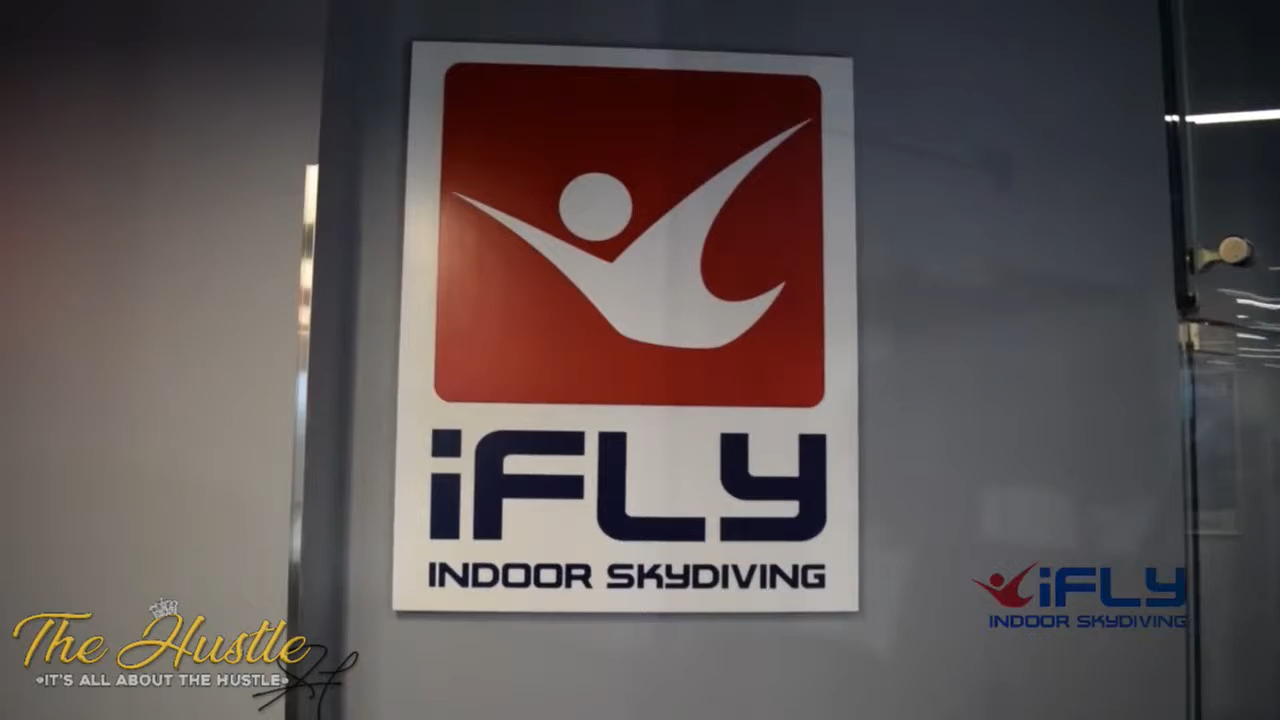 iFLY
INDOOR SKYDIVING
iFLY
INDOOR SKYDIVING
The Hustle
•IT'S ALL ABOUT THE HUSTLE•